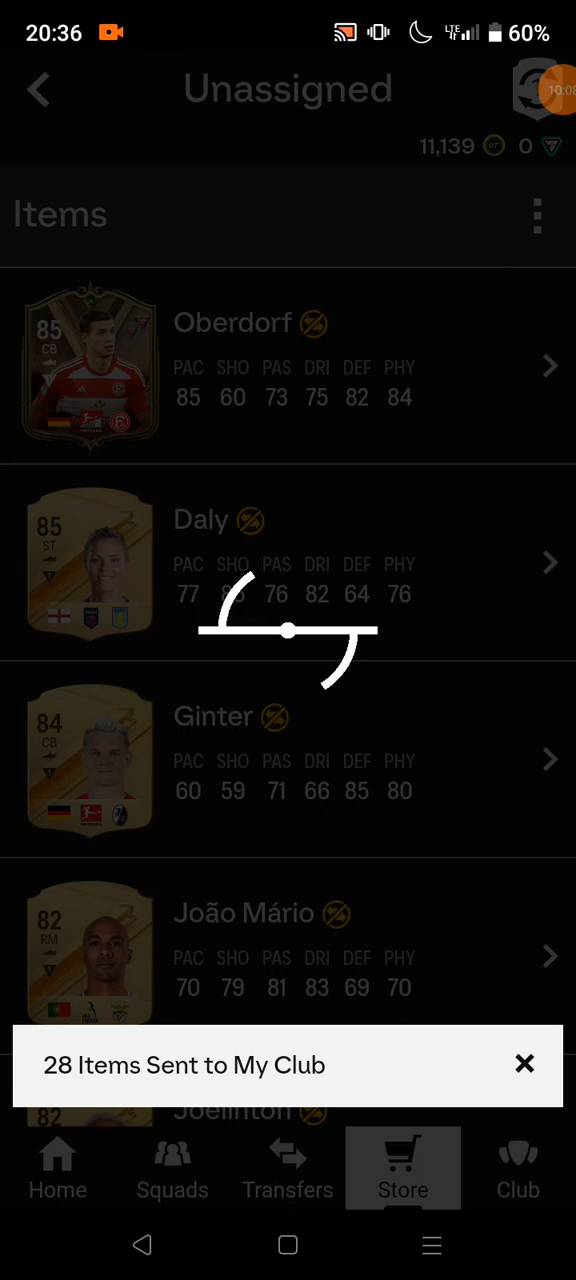 20:36
LTE
60%
Unassigned
10:08
11,139
0
Items
85
CB
Oberdorf
PAC SHO PAS DRI DEF PHY
85 60 73 75 82 84
85
ST
Daly
PAC SHO PAS DRI DEF PHY
77 86 76 82 64 76
84
CB
Ginter
PAC SHO PAS DRI DEF PHY
60 59 71 66 85 80
82
RM
João Mário
PAC SHO PAS DRI DEF PHY
70 79 81 83 69 70
28 Items Sent to My Club
82
Joelinton
Home
Squads
Transfers
Store
Club